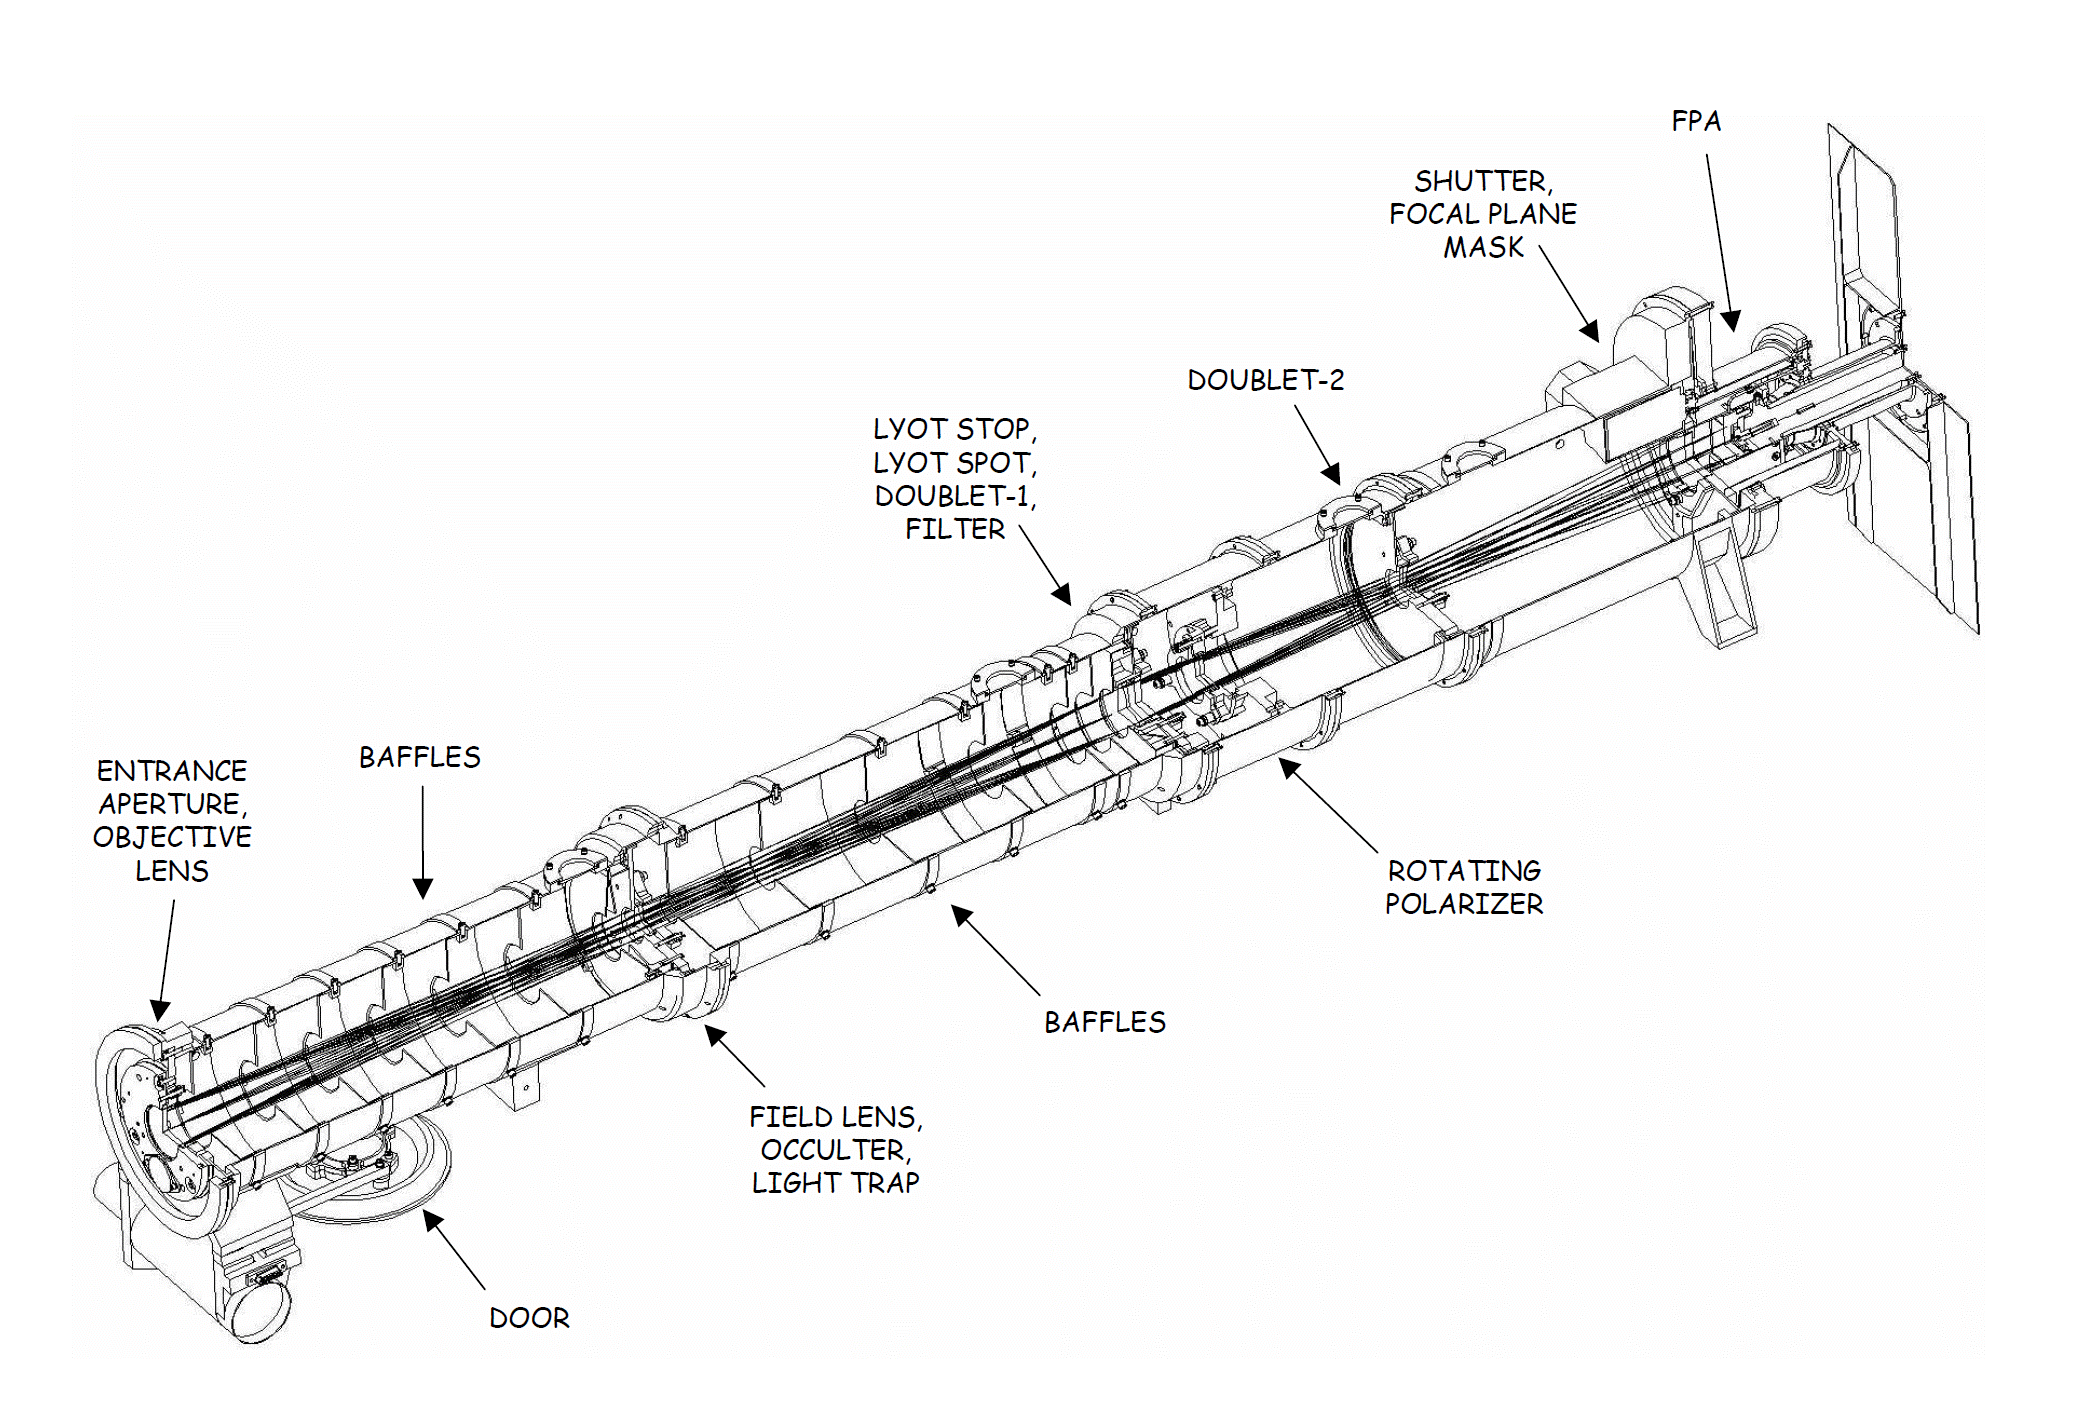 FPA
SHUTTER,
FOCAL PLANE
MASK
DOUBLET-2
LYOT STOP,
LYOT SPOT,
DOUBLET-1,
FILTER
BAFFLES
ENTRANCE
APERTURE,
OBJECTIVE
LENS
ROTATING
POLARIZER
BAFFLES
FIELD LENS,
OCCULTER,
LIGHT TRAP
DOOR